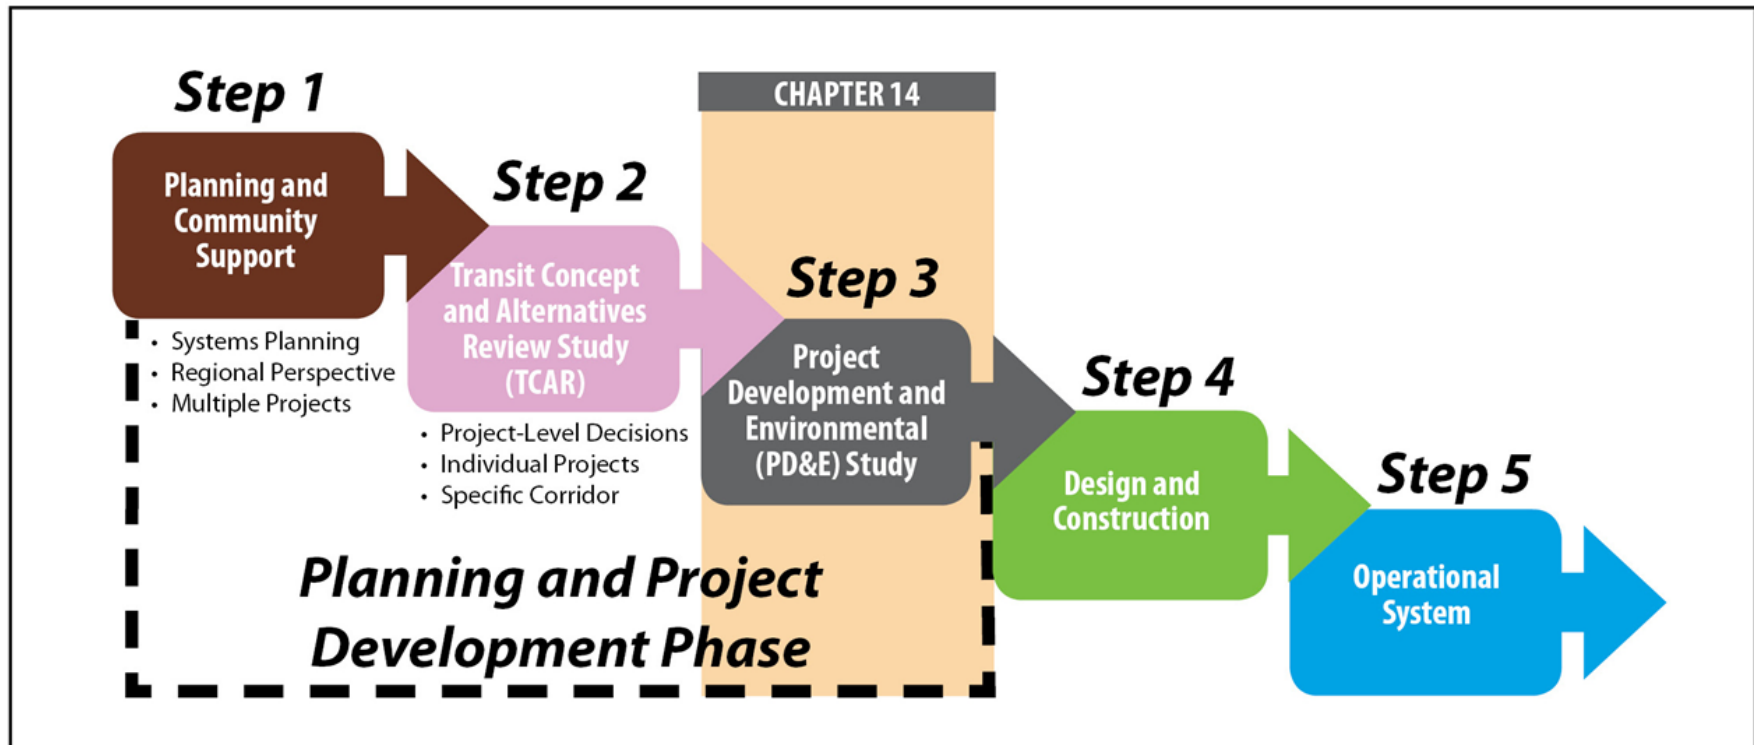 Step 1
Planning and
Community
Support
• Systems Planning
• Regional Perspective
• Multiple Projects
Step 2
Transit Concept
and Alternatives
Review Study
(TCAR)
• Project-Level Decisions
• Individual Projects
• Specific Corridor
CHAPTER 14
Step 3
Project
Development and
Environmental
(PD&E) Study
Step 4
Design and
Construction
Step 5
Operational
System
Planning and Project
Development Phase